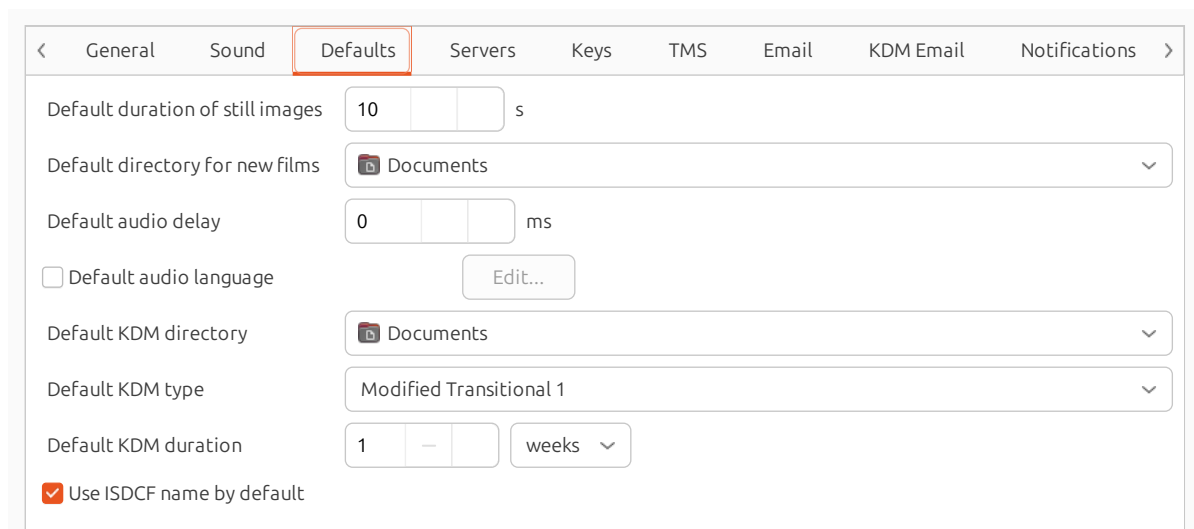 General Sound Defaults Servers Keys TMS Email KDM Email Notifications
Default duration of still images 10 s
Default directory for new films Documents
Default audio delay 0 ms
Default audio language Edit...
Default KDM directory Documents
Default KDM type Modified Transitional 1
Default KDM duration 1 weeks
Use ISDCF name by default